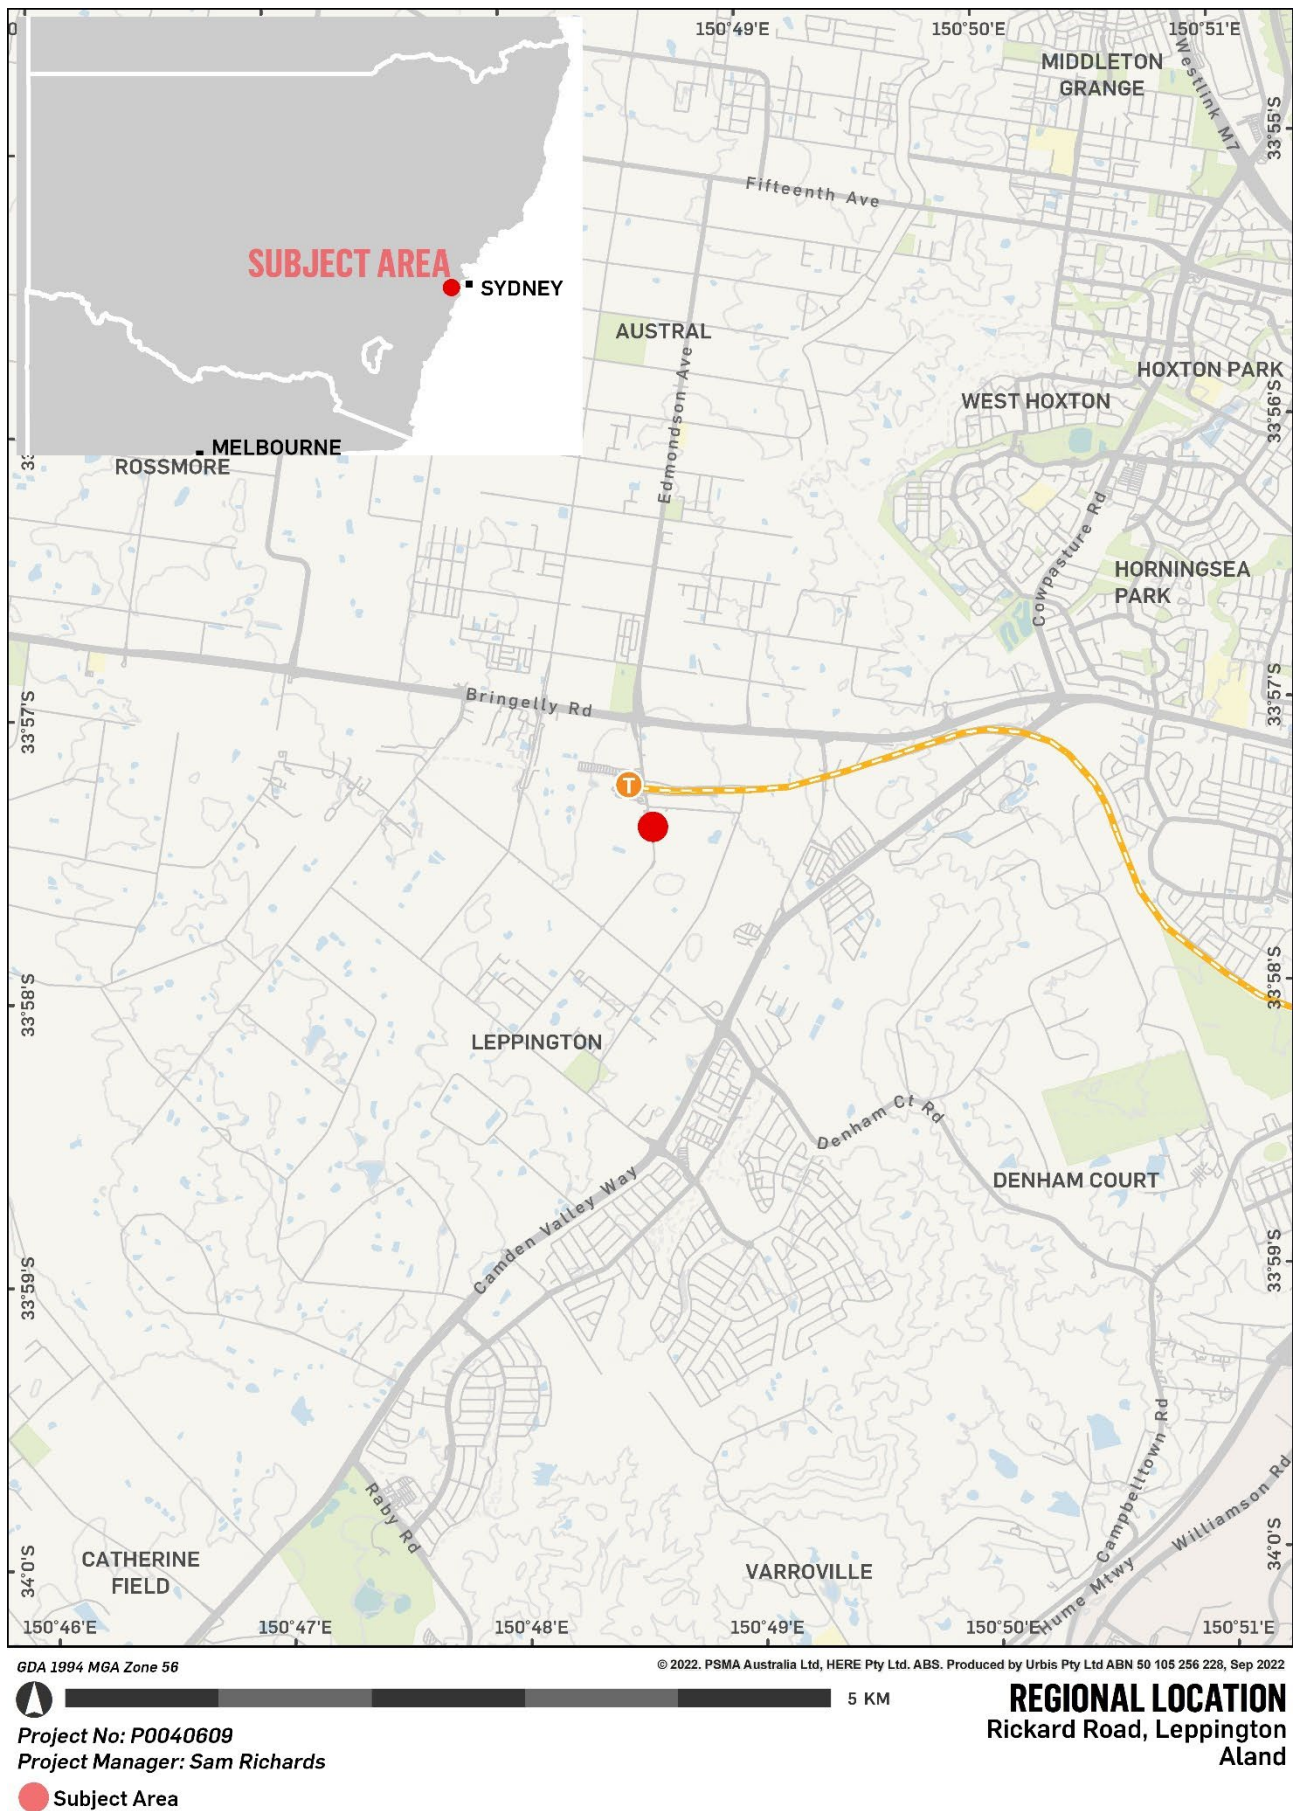 150°49'E
150°50'E
150°51'E
MIDDLETON
GRANGE
Westlink M7
33°55'S
Fifteenth Ave
SUBJECT AREA
SYDNEY
AUSTRAL
Edmondson Ave
HOXTON PARK
WEST HOXTON
33°56'S
MELBOURNE
ROSSMORE
Cowpasture Rd
HORNINGSEA
PARK
Bringelly Rd
33°57'S
33°57'S
T
33°58'S
33°58'S
LEPPINGTON
Denham Ct Rd
DENHAM COURT
Camden Valley Way
33°59'S
33°59'S
Raby Rd
Campbelltown Rd
Williamson Rd
Hume Mtwy
CATHERINE
FIELD
VARROVILLE
34°0'S
34°0'S
150°46'E
150°47'E
150°48'E
150°49'E
150°50'E
150°51'E
GDA 1994 MGA Zone 56
© 2022. PSMA Australia Ltd, HERE Pty Ltd. ABS. Produced by Urbis Pty Ltd ABN 50 105 256 228, Sep 2022
5 KM
REGIONAL LOCATION
Rickard Road, Leppington
Aland
Project No: P0040609
Project Manager: Sam Richards
Subject Area